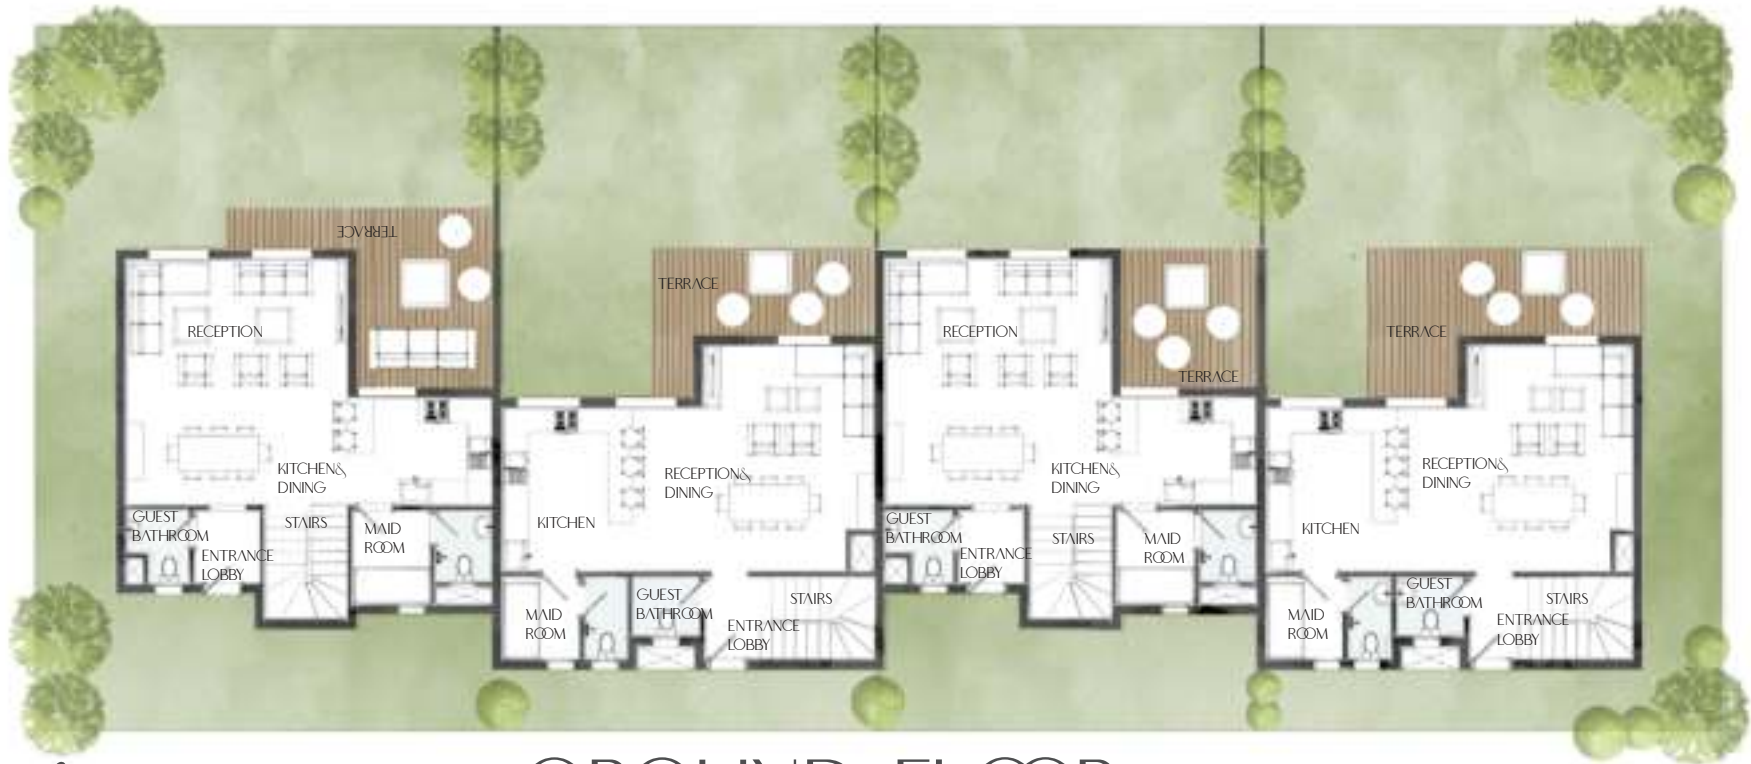 TERRACE
RECEPTION
KITCHEN&
DINING
GUEST
BATHROOM
ENTRANCE
LOBBY
STAIRS
MAID
ROOM
TERRACE
RECEPTION&
DINING
KITCHEN
MAID
ROOM
GUEST
BATHROOM
ENTRANCE
LOBBY
STAIRS
RECEPTION
TERRACE
KITCHEN&
DINING
GUEST
BATHROOM
ENTRANCE
LOBBY
STAIRS
MAID
ROOM
TERRACE
RECEPTION&
DINING
KITCHEN
MAID
ROOM
GUEST
BATHROOM
ENTRANCE
LOBBY
STAIRS
GROUND FLOOR